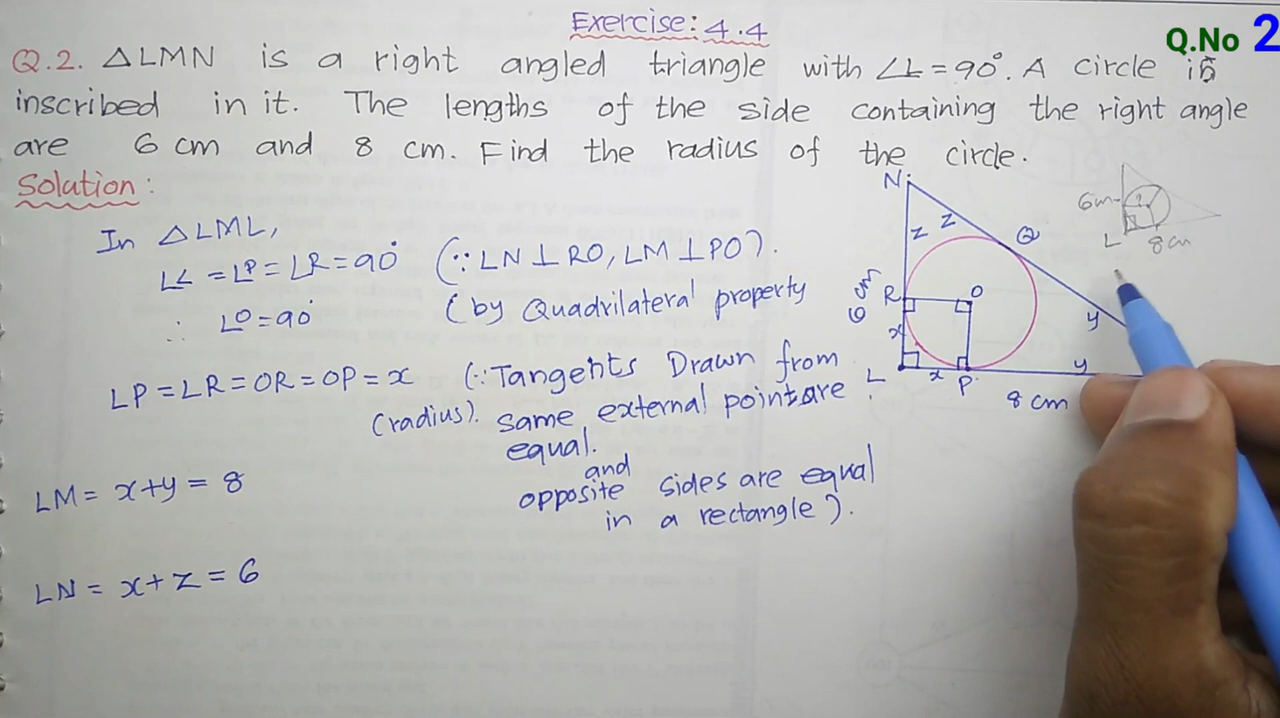 Exercise: 4.4
Q.No 2
Q.2. △LMN is a right angled triangle with ∠L = 90°. A circle is
inscribed in it. The lengths of the side containing the right angle
are 6 cm and 8 cm. Find the radius of the circle.
Solution:
In △LML,
∠L = ∠P = ∠R = 90° (∵ LN ⊥ RO, LM ⊥ PO).
∴ ∠O = 90° (by Quadrilateral property
LP = LR = OR = OP = x (∵ Tangents Drawn from
(radius). same external point are
equal.
and
opposite sides are equal
in a rectangle).
LM = x + y = 8
LN = x + z = 6
N
z z Q
6 cm R O
x y
L x P y
8 cm
6cm
L 8cm